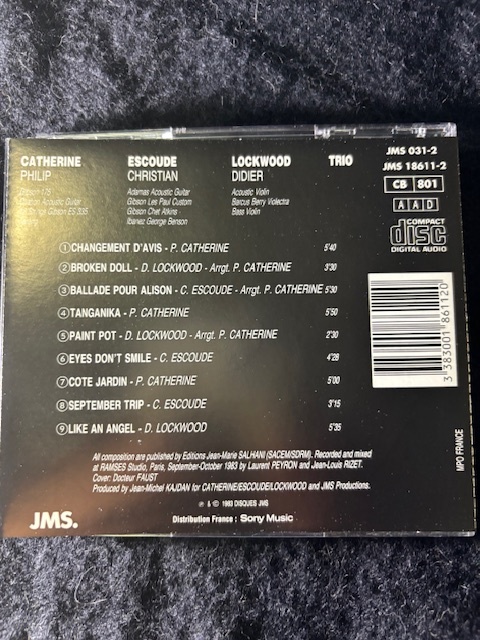 CATHERINE ESCOUDE LOCKWOOD TRIO
PHILIP CHRISTIAN DIDIER
Adamas Acoustic Guitar
Gibson Les Paul Custom
Gibson Chet Atkins
Ibanez George Benson
Acoustic Violin
Barcus Berry Violectra
Bass Violin
Acoustic Guitar
Gibson ES 335
JMS 031-2
JMS 18611-2
CB 801
AAD
COMPACT
disc
DIGITAL AUDIO
1 CHANGEMENT D'AVIS - P. CATHERINE 5'40
2 BROKEN DOLL - D. LOCKWOOD - Arrgt. P. CATHERINE 3'30
3 BALLADE POUR ALISON - C. ESCOUDE - Arrgt. P. CATHERINE 5'30
4 TANGANIKA - P. CATHERINE 5'50
5 PAINT POT - D. LOCKWOOD - Arrgt. P. CATHERINE 2'30
6 EYES DON'T SMILE - C. ESCOUDE 4'28
7 COTE JARDIN - P. CATHERINE 5'00
8 SEPTEMBER TRIP - C. ESCOUDE 3'15
9 LIKE AN ANGEL - D. LOCKWOOD 5'35
3 383001 861120
MPO FRANCE
All composition are published by Editions Jean-Marie SALHANI (SACEM/SDRM). Recorded and mixed
at RAMSES Studio, Paris, September-October 1983 by Laurent PEYRON and Jean-Louis RIZET.
Cover: Docteur FAUST
Produced by Jean-Michel KAJDAN for CATHERINE/ESCOUDE/LOCKWOOD and JMS Productions.
℗ & © 1983 DISQUES JMS
JMS.
Distribution France : Sony Music